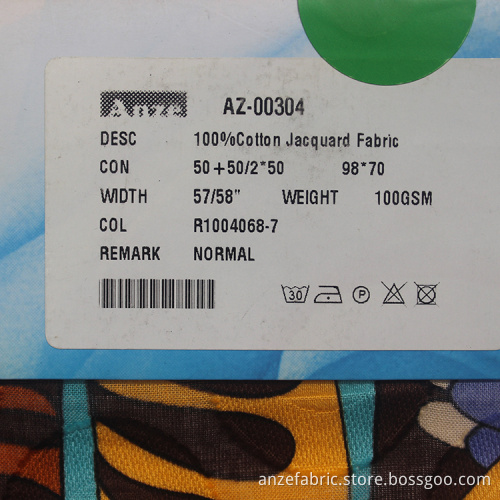 Anze AZ-00304
DESC 100%Cotton Jacquard Fabric
CON 50+50/2*50 98*70
WIDTH 57/58" WEIGHT 100GSM
COL R1004068-7
REMARK NORMAL
30 P
anzefabric.store.bossgoo.com